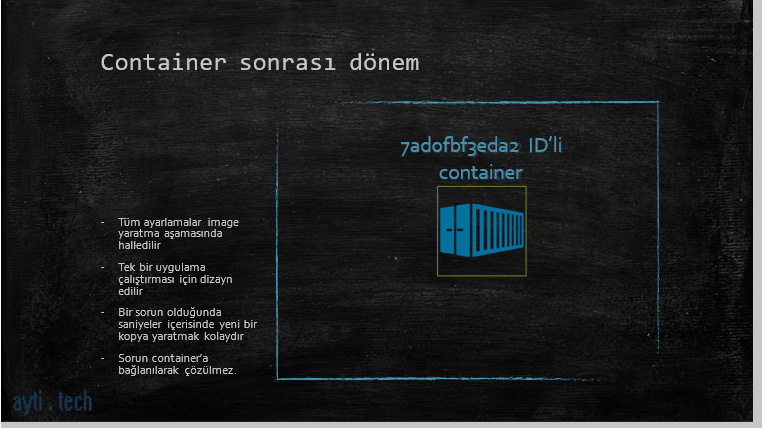 Container sonrası dönem
7adofbf3eda2 ID’li
container
- Tüm ayarlamalar image
yaratma aşamasında
halledilir
- Tek bir uygulama
çalıştırması için dizayn
edilir
- Bir sorun olduğunda
saniyeler içerisinde yeni bir
kopya yaratmak kolaydır
- Sorun container’a
bağlanılarak çözülmez.
ayti.tech